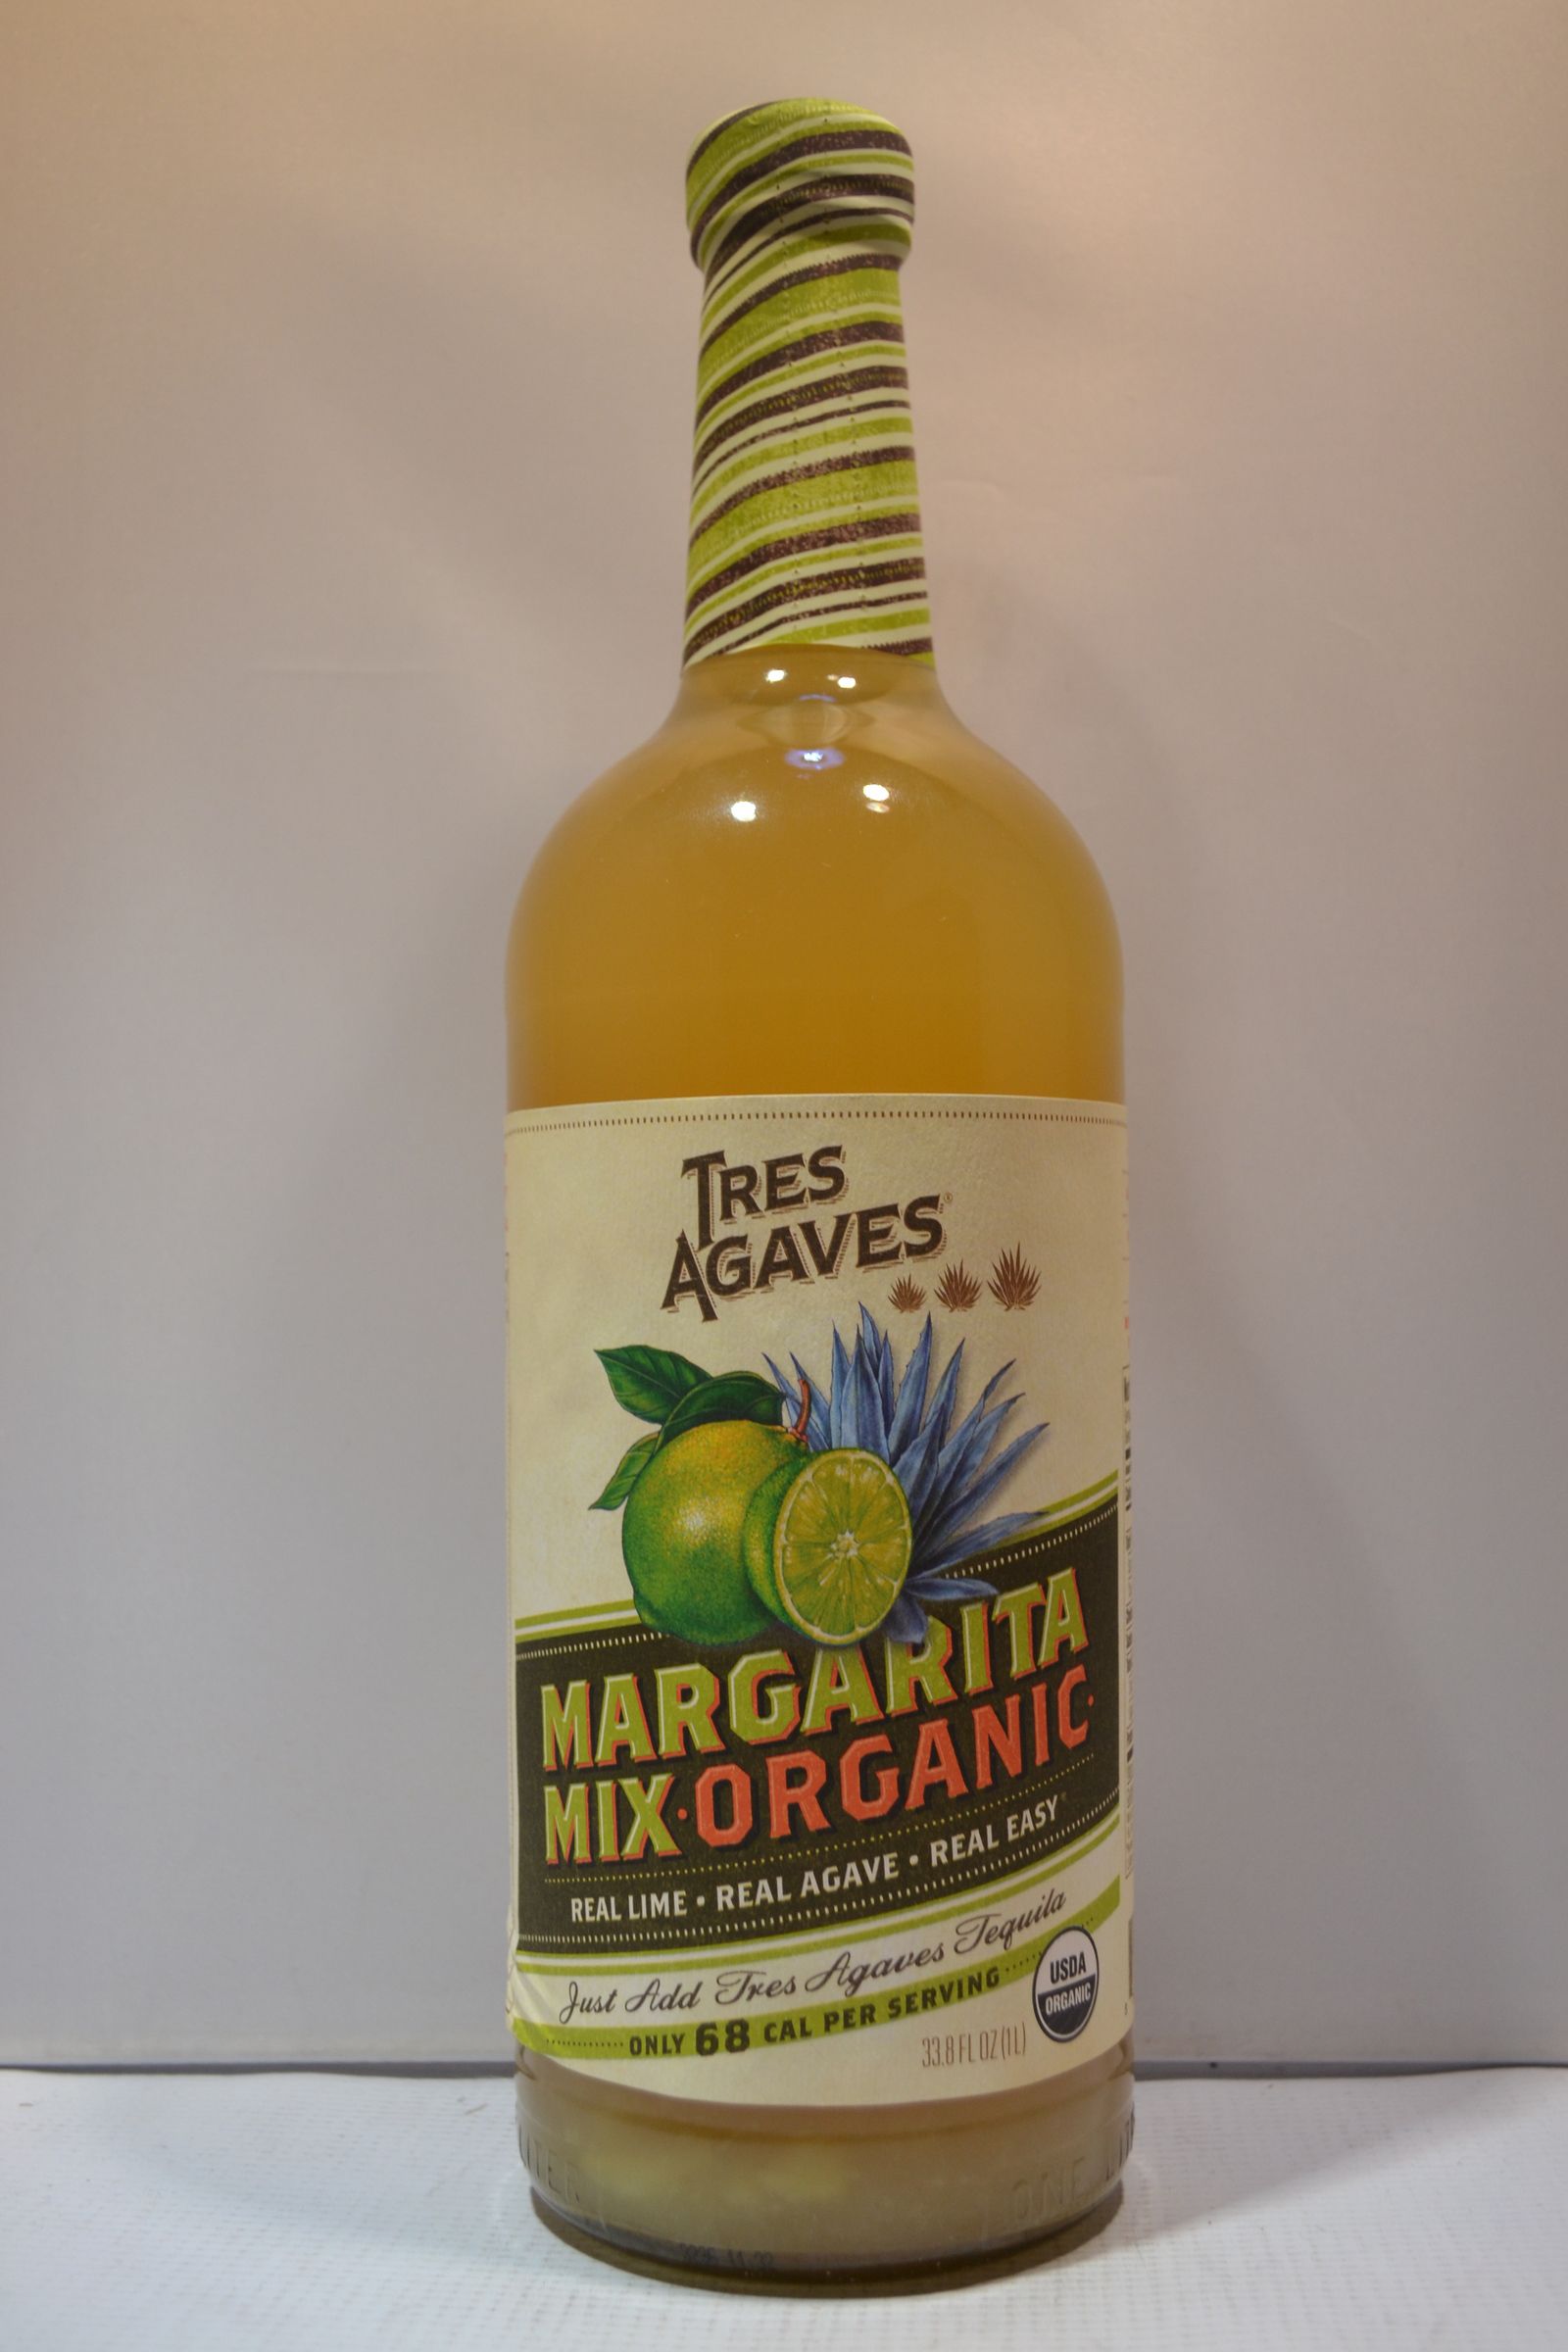 TRES
AGAVES®
MARGARITA
MIX·ORGANIC·
REAL LIME • REAL AGAVE • REAL EASY
Just Add Tres Agaves Tequila
ONLY 68 CAL PER SERVING
USDA
ORGANIC
33.8 FL OZ (1L)
ONE